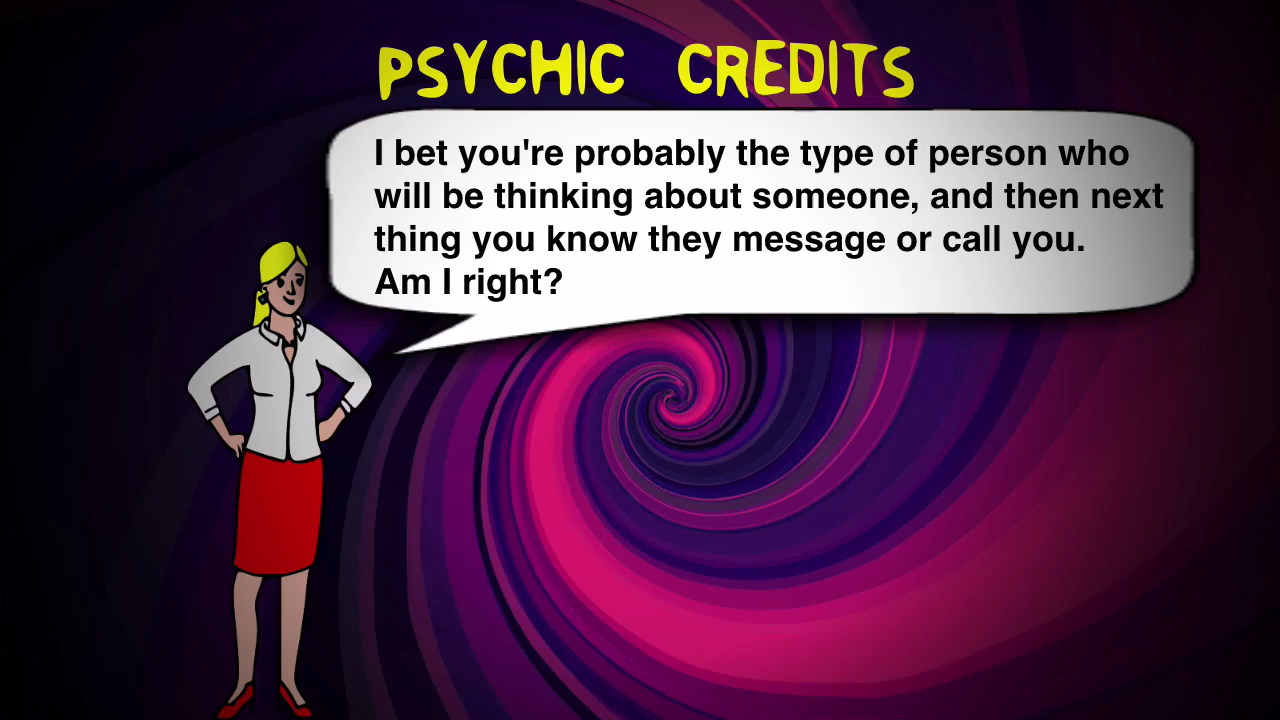 PSYCHIC CREDITS
I bet you're probably the type of person who
will be thinking about someone, and then next
thing you know they message or call you.
Am I right?